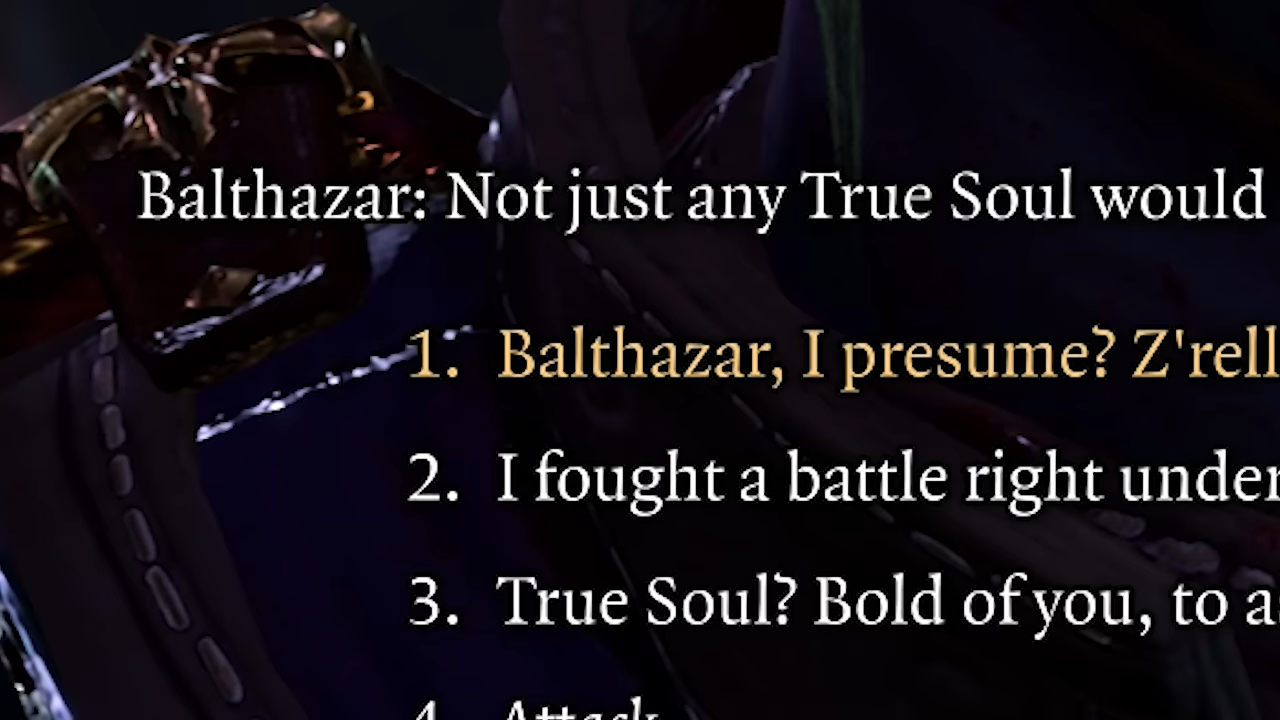 Balthazar: Not just any True Soul would
1. Balthazar, I presume? Z'rell
2. I fought a battle right under
3. True Soul? Bold of you, to a
4. Attack.